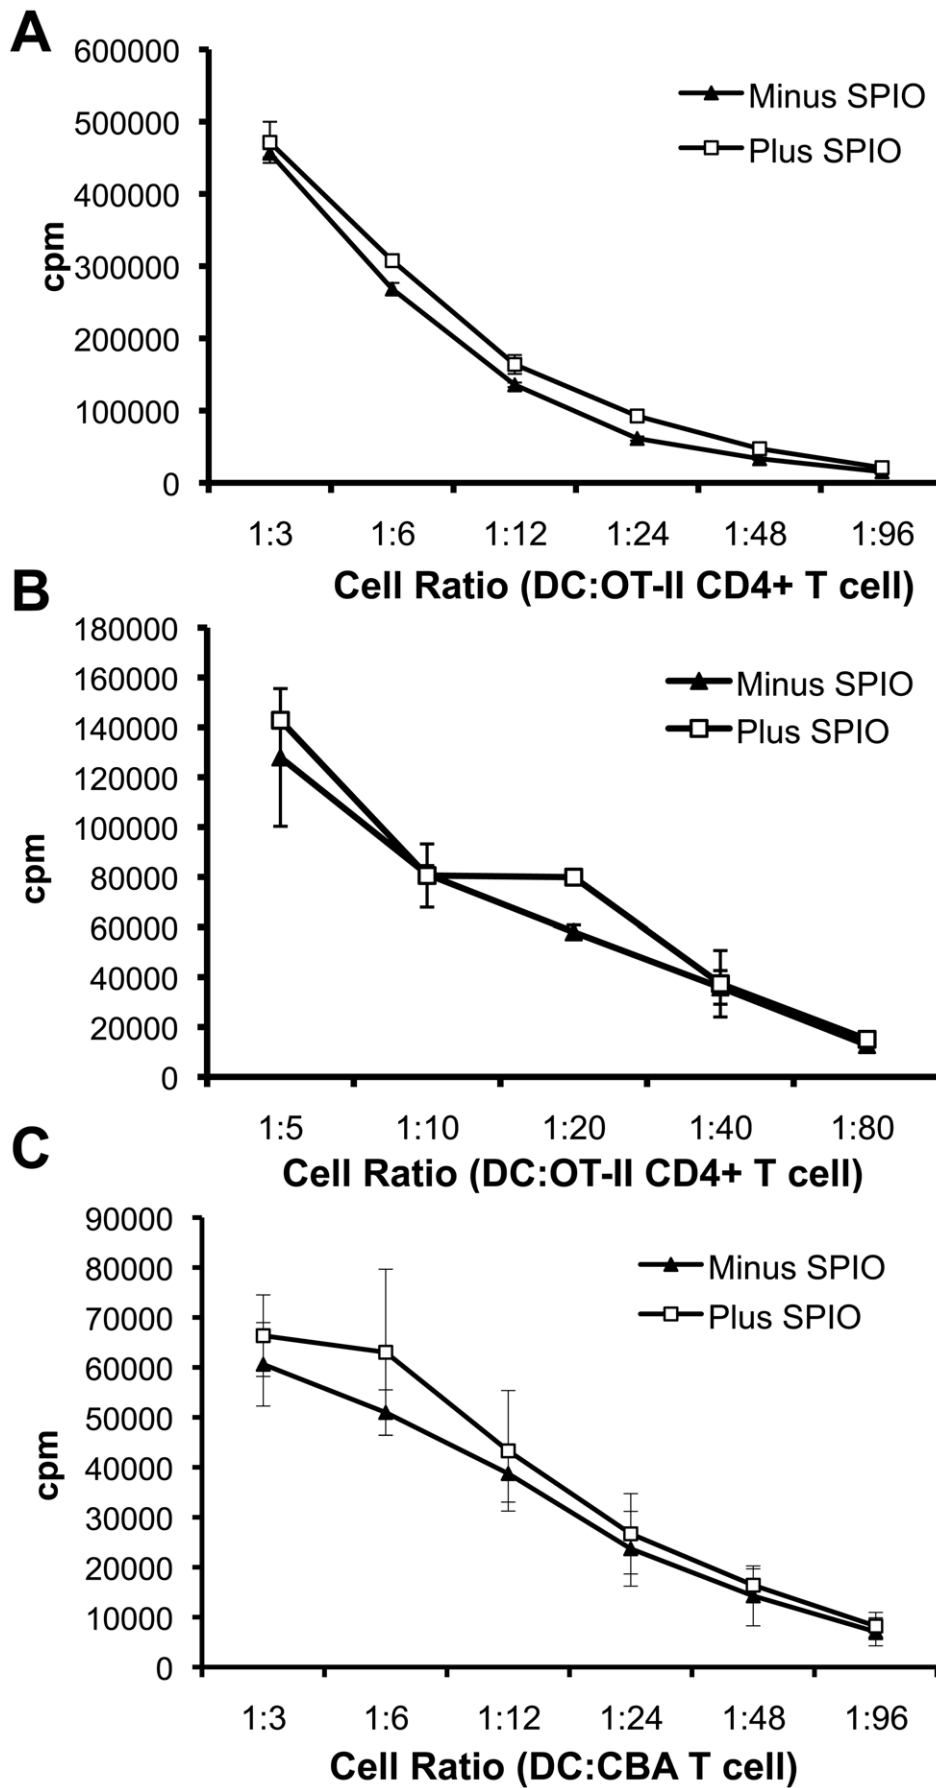 A
600000
500000
400000
300000
200000
100000
0
cpm
Minus SPIO
Plus SPIO
1:3 1:6 1:12 1:24 1:48 1:96
Cell Ratio (DC:OT-II CD4+ T cell)
B
180000
160000
140000
120000
100000
80000
60000
40000
20000
0
cpm
Minus SPIO
Plus SPIO
1:5 1:10 1:20 1:40 1:80
Cell Ratio (DC:OT-II CD4+ T cell)
C
90000
80000
70000
60000
50000
40000
30000
20000
10000
0
cpm
Minus SPIO
Plus SPIO
1:3 1:6 1:12 1:24 1:48 1:96
Cell Ratio (DC:CBA T cell)